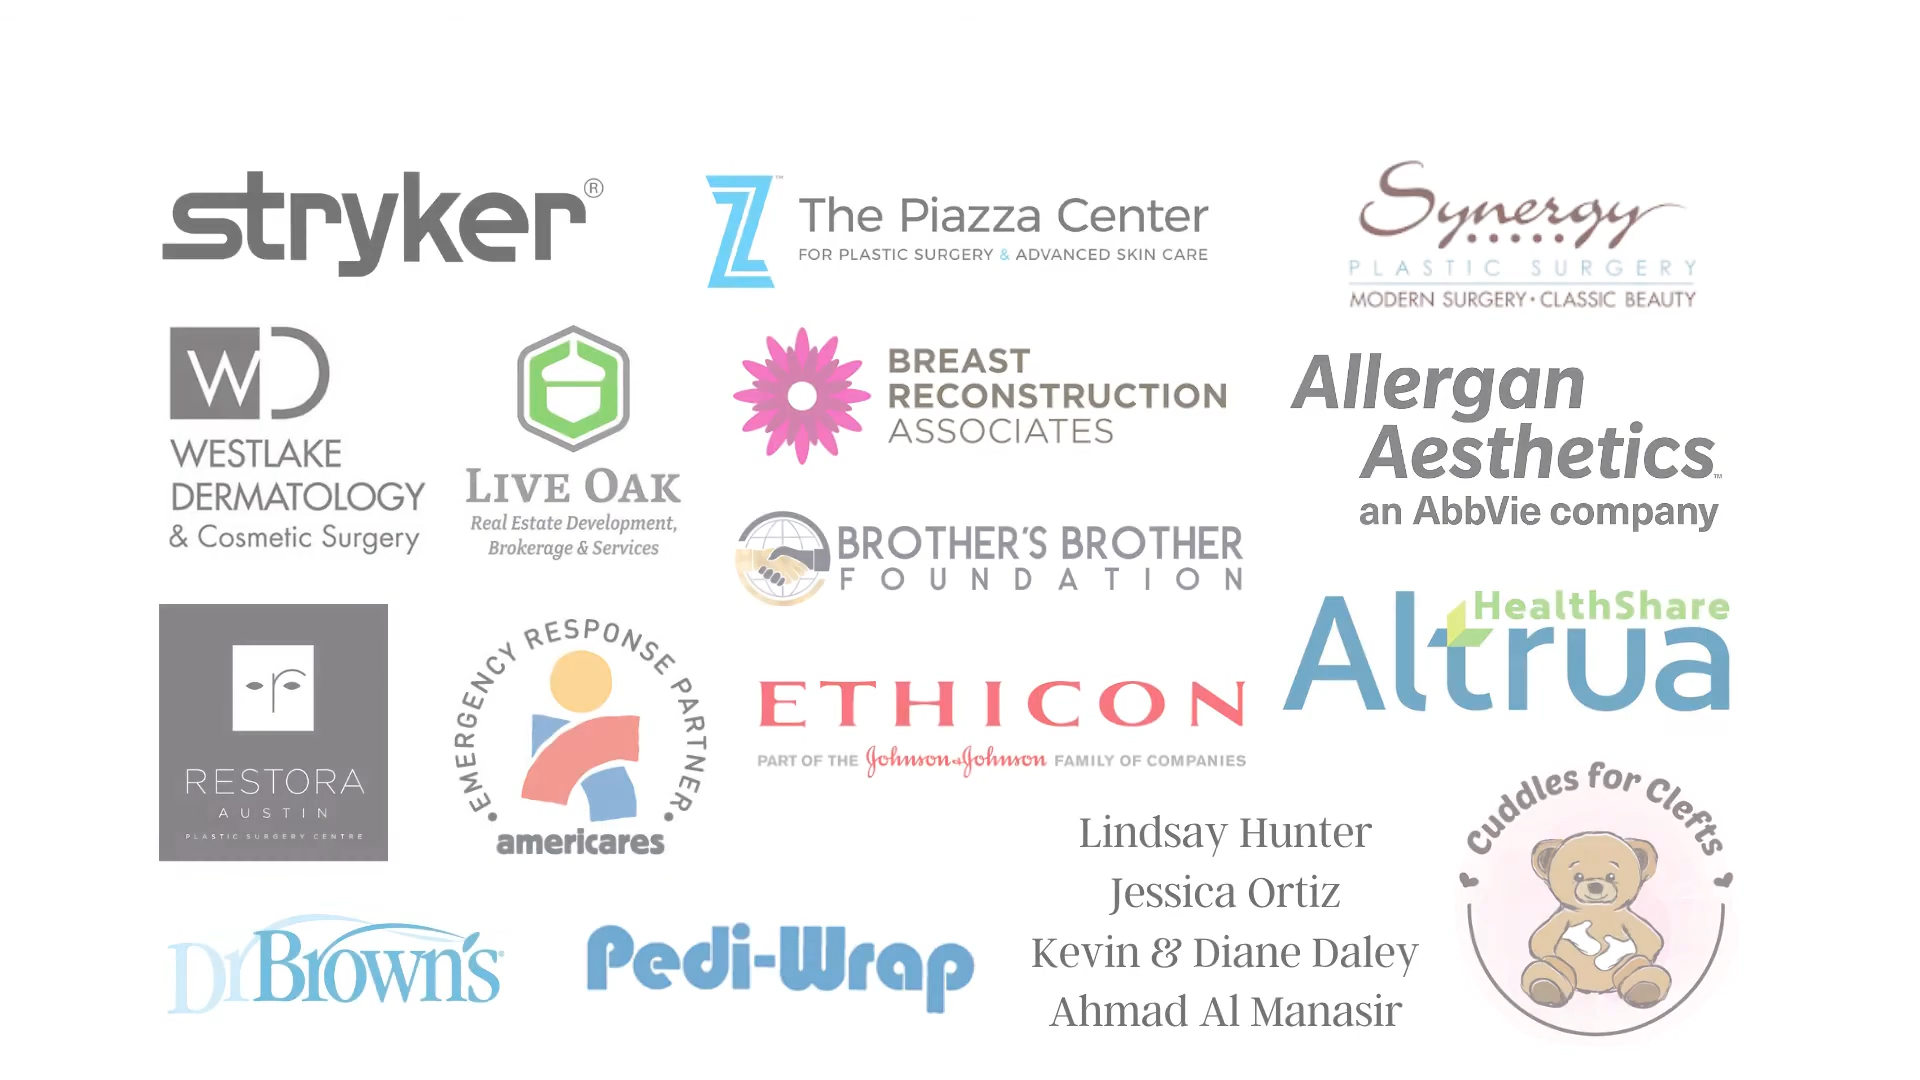 stryker®
The Piazza Center™
FOR PLASTIC SURGERY & ADVANCED SKIN CARE
Synergy
PLASTIC SURGERY
MODERN SURGERY • CLASSIC BEAUTY
WD
WESTLAKE
DERMATOLOGY
& Cosmetic Surgery
LIVE OAK
Real Estate Development,
Brokerage & Services
BREAST
RECONSTRUCTION
ASSOCIATES
Allergan
Aesthetics™
an AbbVie company
BROTHER'S BROTHER
FOUNDATION
HealthShare
Altrua
RESTORA
AUSTIN
PLASTIC SURGERY CENTRE
• EMERGENCY RESPONSE PARTNER •
americares
ETHICON
PART OF THE Johnson & Johnson FAMILY OF COMPANIES
Cuddles for Clefts
Lindsay Hunter
Jessica Ortiz
Kevin & Diane Daley
Ahmad Al Manasir
DrBrown's®
Pedi-Wrap